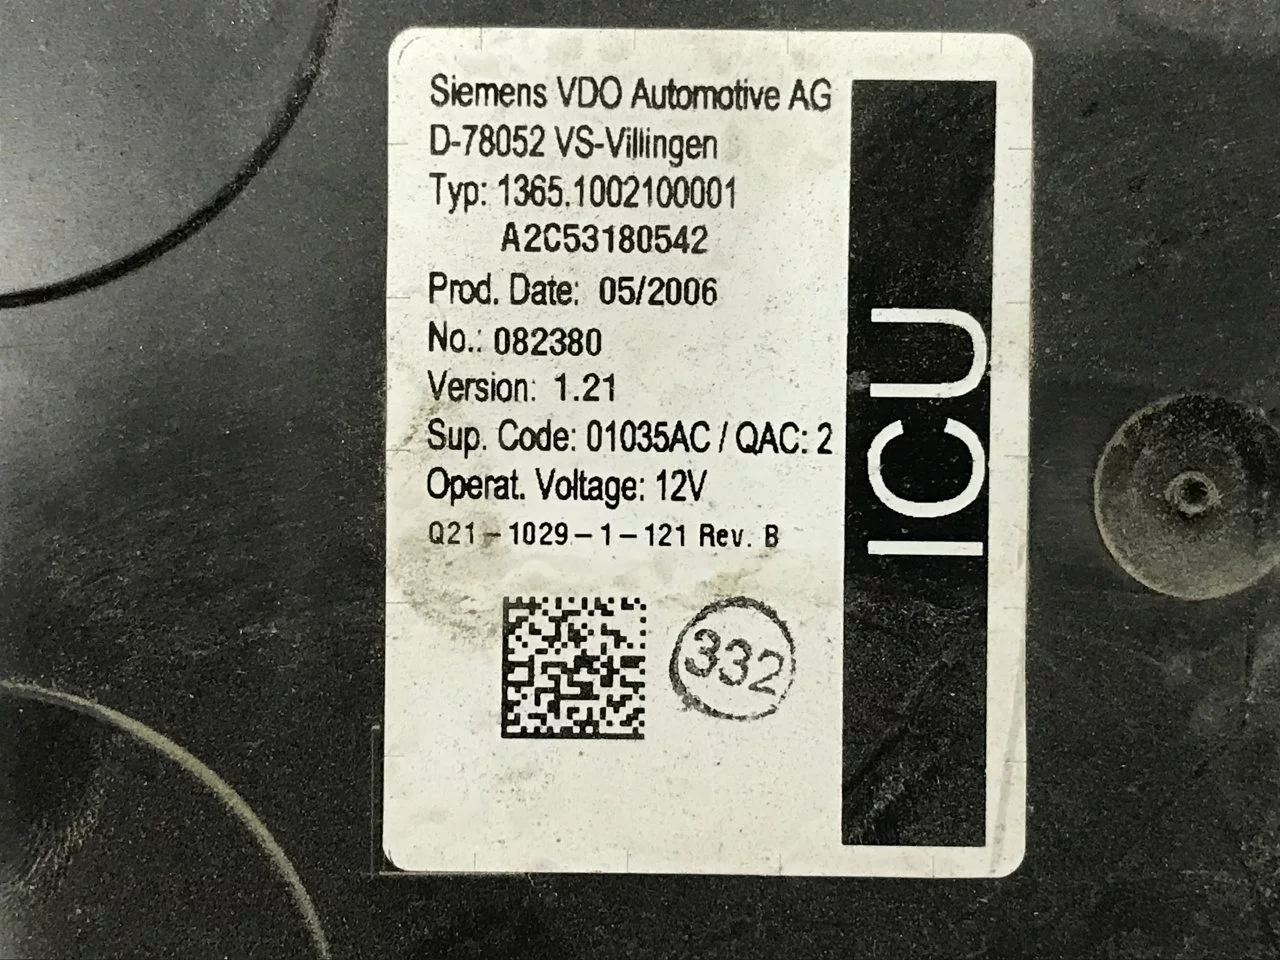 Siemens VDO Automotive AG
D-78052 VS-Villingen
Typ: 1365.1002100001
A2C53180542
Prod. Date: 05/2006
No.: 082380
Version: 1.21
Sup. Code: 01035AC / QAC: 2
Operat. Voltage: 12V
Q21-1029-1-121 Rev. B
332
ICU